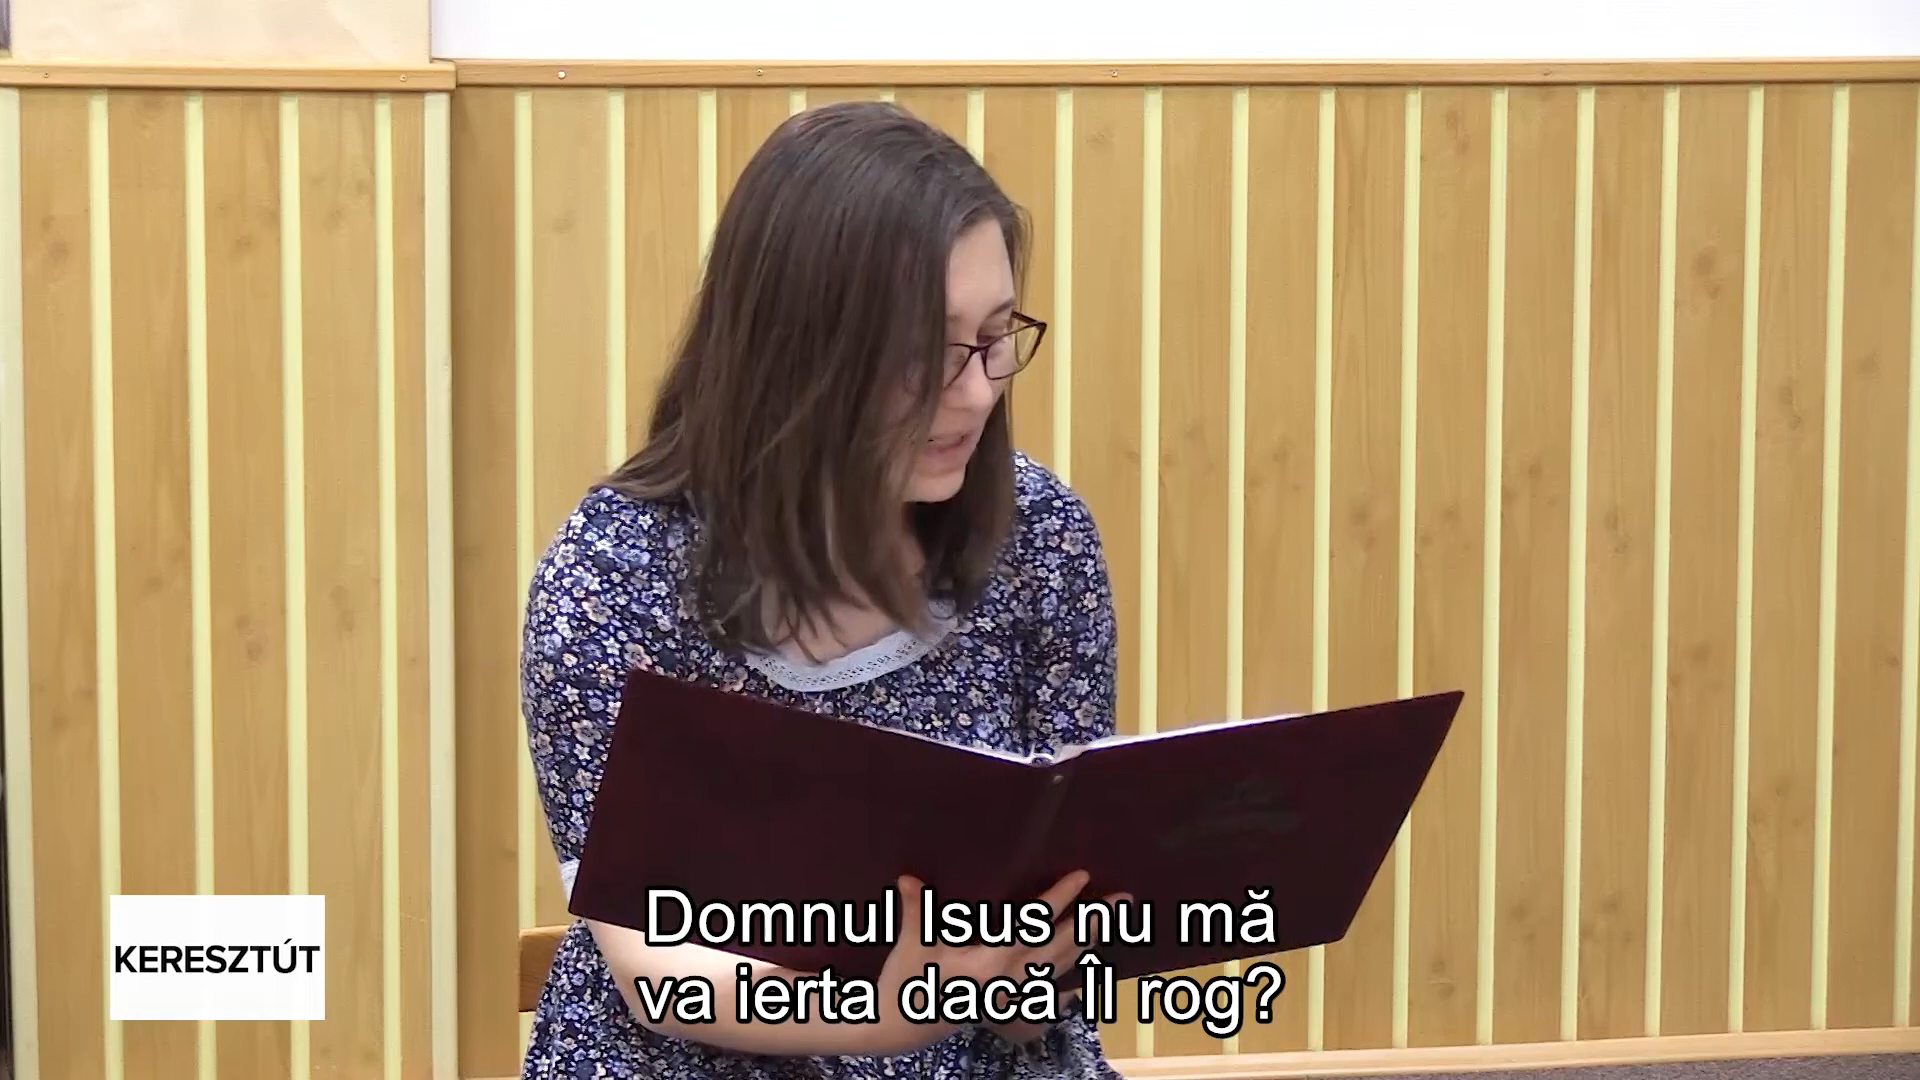 KERESZTÚT
Domnul Isus nu mă
va ierta dacă Îl rog?